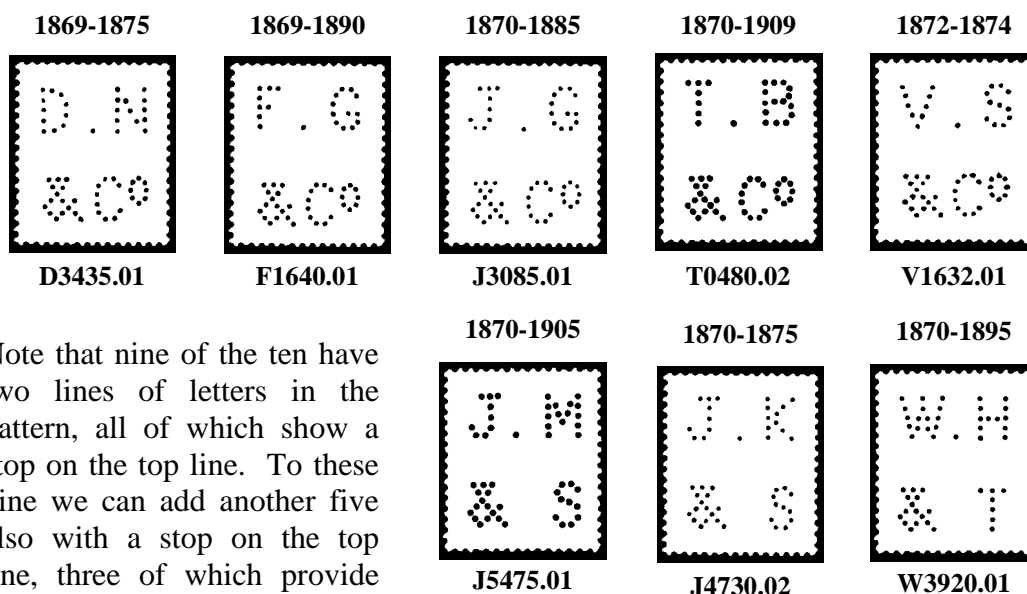 1869-1875 1869-1890 1870-1885 1870-1909 1872-1874
D.N F.G J.G T.B V.S
&Co &Co &Co &Co &Co
D3435.01 F1640.01 J3085.01 T0480.02 V1632.01
1870-1905 1870-1875 1870-1895
J.M J.K W.H
& S & S & T
J5475.01 J4730.02 W3920.01
Note that nine of the ten have
two lines of letters in the
pattern, all of which show a
stop on the top line. To these
nine we can add another five
also with a stop on the top
line, three of which provide